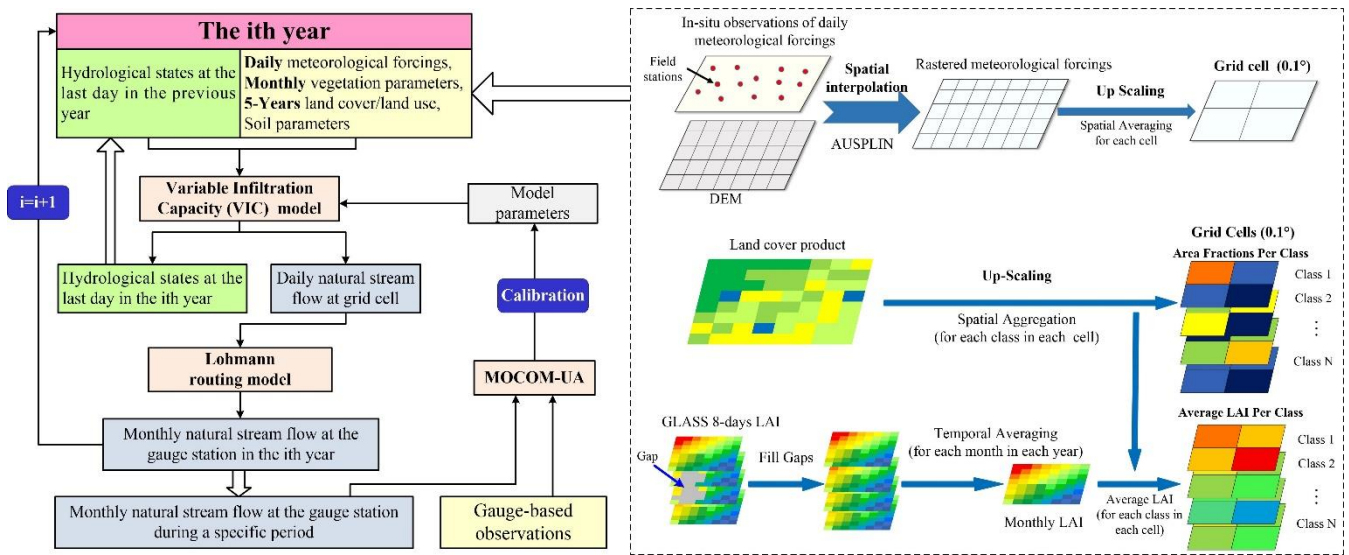 The ith year
Hydrological states at the
last day in the previous
year
Daily meteorological forcings,
Monthly vegetation parameters,
5-Years land cover/land use,
Soil parameters
i=i+1
Variable Infiltration
Capacity (VIC) model
Model
parameters
Hydrological states at the
last day in the ith year
Daily natural stream
flow at grid cell
Calibration
Lohmann
routing model
MOCOM-UA
Monthly natural stream flow at the
gauge station in the ith year
Monthly natural stream flow at the gauge station
during a specific period
Gauge-based
observations
In-situ observations of daily
meteorological forcings
Field
stations
DEM
Spatial
interpolation
AUSPLIN
Rastered meteorological forcings
Up Scaling
Spatial Averaging
for each cell
Grid cell (0.1°)
Land cover product
Up-Scaling
Spatial Aggregation
(for each class in each cell)
Grid Cells (0.1°)
Area Fractions Per Class
Class 1
Class 2
⋮
Class N
GLASS 8-days LAI
Gap
Fill Gaps
Temporal Averaging
(for each month in each year)
Monthly LAI
Average LAI
(for each class in
each cell)
Average LAI Per Class
Class 1
Class 2
⋮
Class N